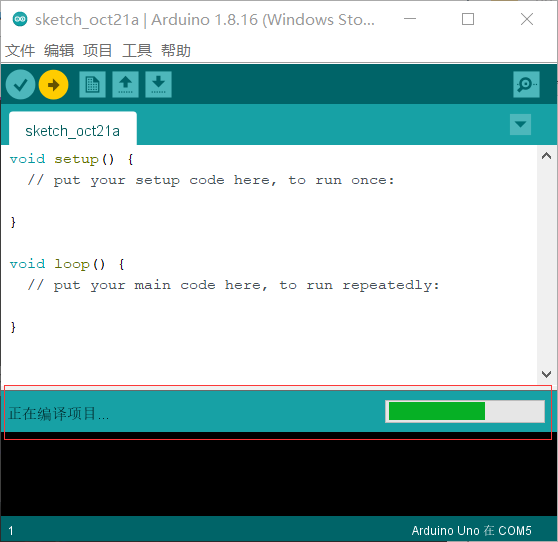 sketch_oct21a | Arduino 1.8.16 (Windows Sto...
文件 编辑 项目 工具 帮助
sketch_oct21a
void setup() {
  // put your setup code here, to run once:
}
void loop() {
  // put your main code here, to run repeatedly:
}
正在编译项目...
1
Arduino Uno 在 COM5